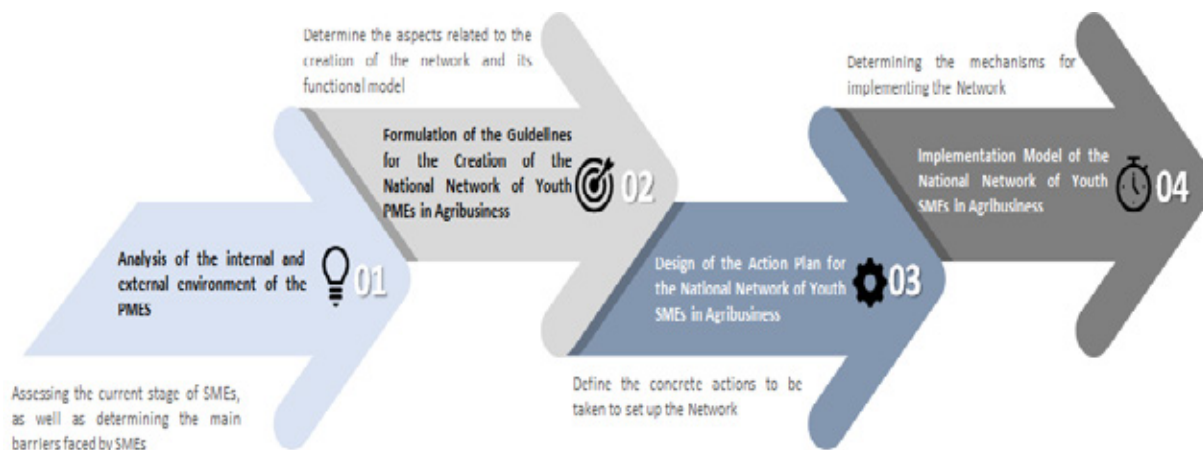 Assessing the current stage of SMEs,
as well as determining the main
barriers faced by SMEs
Analysis of the internal and
external environment of the
PMES
01
Determine the aspects related to the
creation of the network and its
functional model
Formulation of the Guidelines
for the Creation of the
National Network of Youth
PMEs in Agribusiness
02
Design of the Action Plan for
the National Network of Youth
SMEs in Agribusiness
03
Define the concrete actions to be
taken to set up the Network
Determining the mechanisms for
implementing the Network
Implementation Model of the
National Network of Youth
SMEs in Agribusiness
04